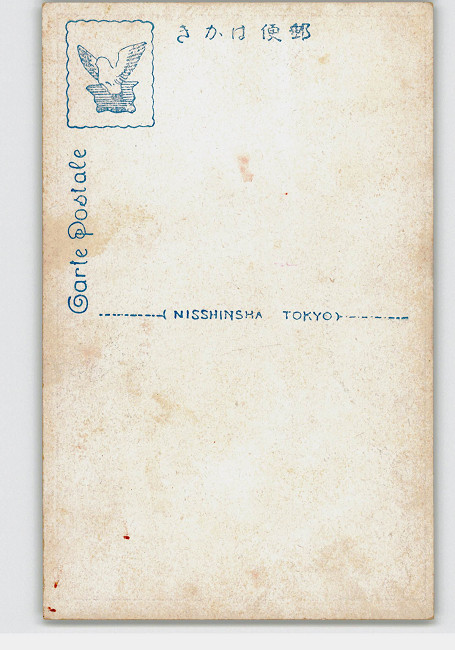 きかは便郵
Carte Postale
(NISSHINSHA TOKYO)